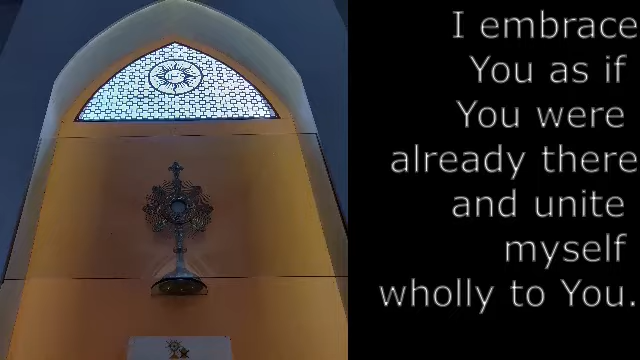 I embrace
You as if
You were
already there
and unite
myself
wholly to You.